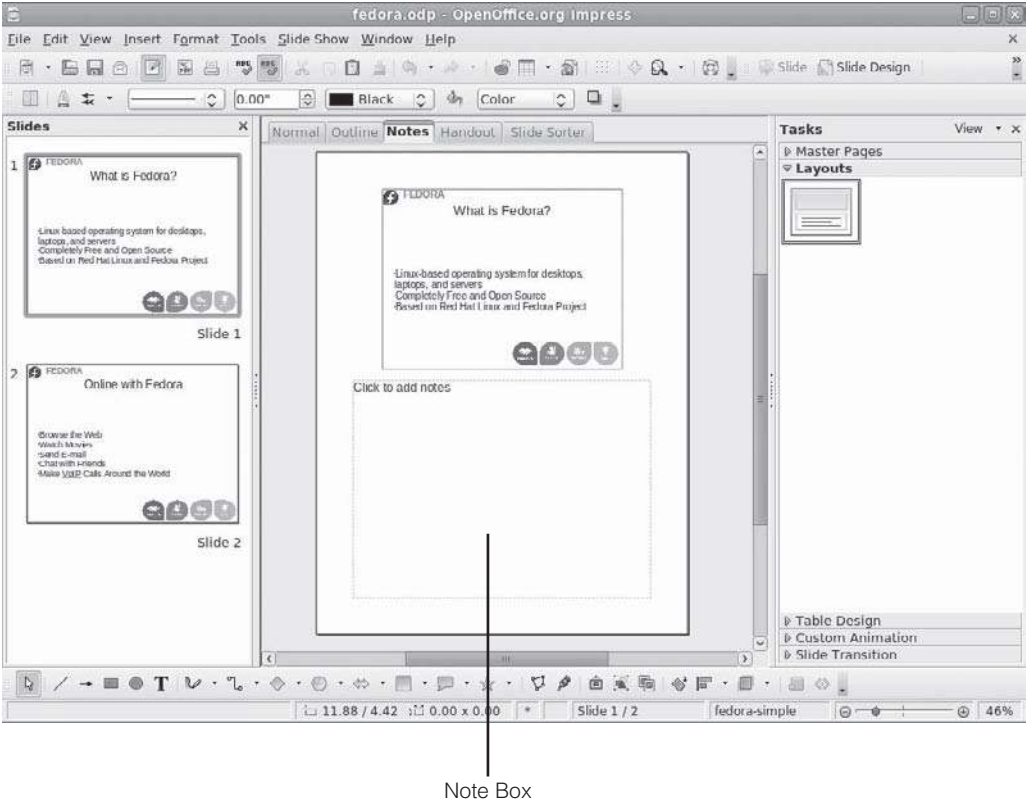 fedora.odp - OpenOffice.org Impress
File Edit View Insert Format Tools Slide Show Window Help
Slide Slide Design
0.00" Black Color
Slides
Normal Outline Notes Handout Slide Sorter
Tasks View
1
FEDORA
What is Fedora?
Linux based operating system for desktops,
laptops, and servers
Completely Free and Open Source
Based on Red Hat Linux and Fedora Project
Slide 1
2
FEDORA
Online with Fedora
Browse the Web
Watch Movies
Send E-mail
Chat with Friends
Make VoIP Calls Around the World
Slide 2
FEDORA
What is Fedora?
Linux-based operating system for desktops,
laptops, and servers
Completely Free and Open Source
Based on Red Hat Linux and Fedora Project
Click to add notes
Master Pages
Layouts
Table Design
Custom Animation
Slide Transition
11.88 / 4.42 0.00 x 0.00 * Slide 1 / 2 fedora-simple 46%
Note Box